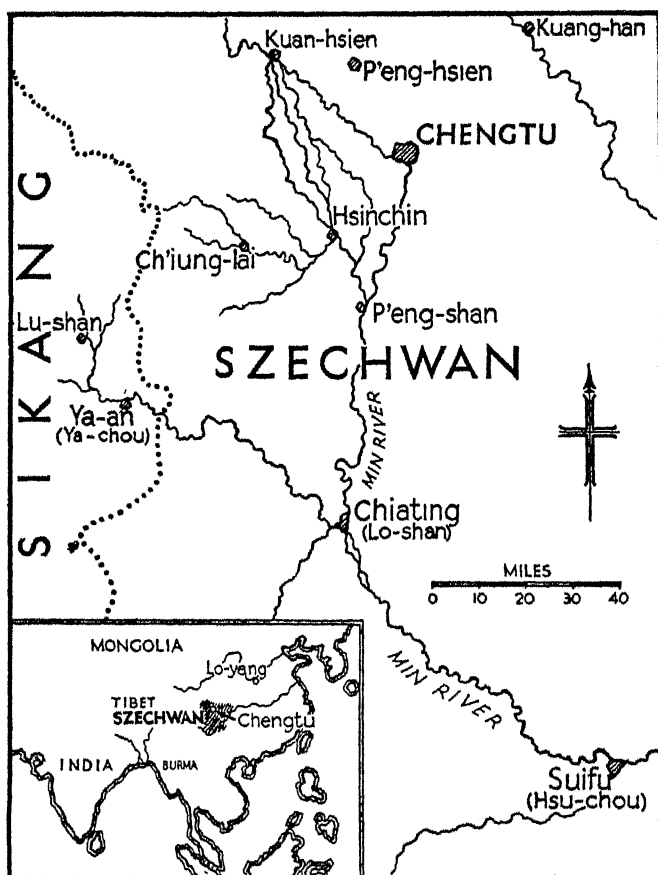 Kuan-hsien
Kuang-han
P'eng-hsien
CHENGTU
SIKANG
Hsinchin
Ch'iung-lai
P'eng-shan
Lu-shan
SZECHWAN
Ya-an
(Ya-chou)
MIN RIVER
Chiating
(Lo-shan)
MILES
0 10 20 30 40
MIN RIVER
Suifu
(Hsu-chou)
MONGOLIA
Lo-yang
TIBET
SZECHWAN
Chengtu
INDIA
BURMA